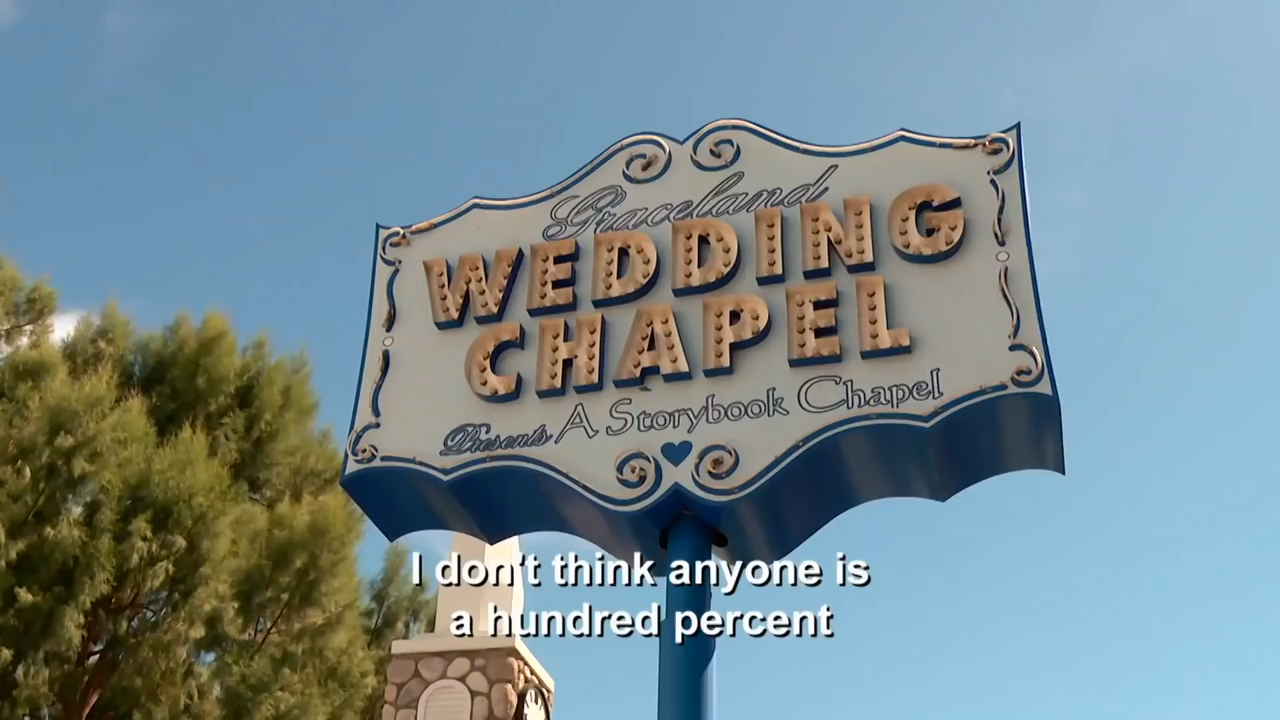 Graceland
WEDDING
CHAPEL
Presents A Storybook Chapel
I don't think anyone is
a hundred percent